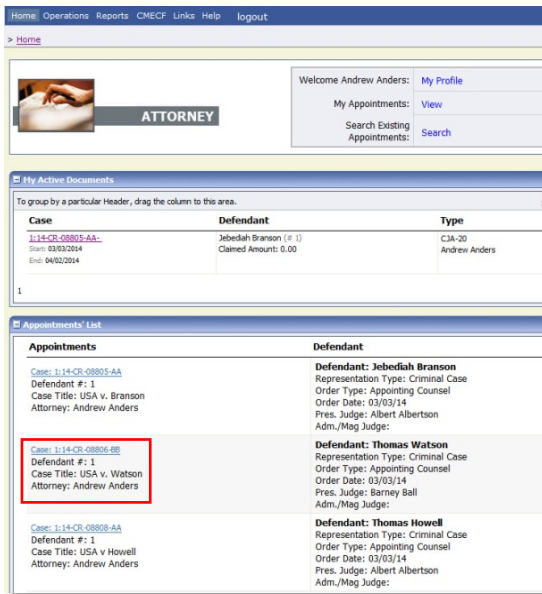 Home Operations Reports CMECF Links Help logout
> Home
ATTORNEY
Welcome Andrew Anders: My Profile
My Appointments: View
Search Existing
Appointments: Search
My Active Documents
To group by a particular Header, drag the column to this area.
Case Defendant Type
1:14-CR-08805-AA- Jebediah Branson (# 1) CJA-20
Start: 03/03/2014 Claimed Amount: 0.00 Andrew Anders
End: 04/02/2014
1
Appointments' List
Appointments Defendant
Case: 1:14-CR-08805-AA
Defendant #: 1
Case Title: USA v. Branson
Attorney: Andrew Anders
Defendant: Jebediah Branson
Representation Type: Criminal Case
Order Type: Appointing Counsel
Order Date: 03/03/14
Pres. Judge: Albert Albertson
Adm./Mag Judge:
Case: 1:14-CR-08806-BB
Defendant #: 1
Case Title: USA v. Watson
Attorney: Andrew Anders
Defendant: Thomas Watson
Representation Type: Criminal Case
Order Type: Appointing Counsel
Order Date: 03/03/14
Pres. Judge: Barney Ball
Adm./Mag Judge:
Case: 1:14-CR-08808-AA
Defendant #: 1
Case Title: USA v Howell
Attorney: Andrew Anders
Defendant: Thomas Howell
Representation Type: Criminal Case
Order Type: Appointing Counsel
Order Date: 03/03/14
Pres. Judge: Albert Albertson
Adm./Mag Judge: